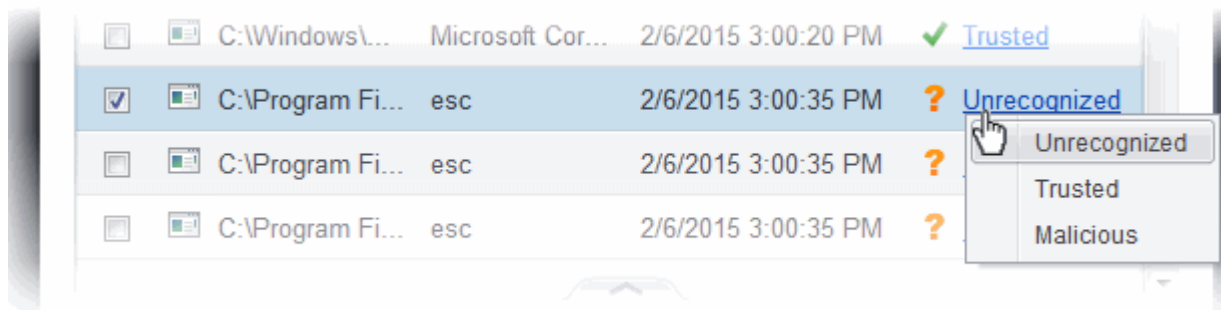 C:\Windows\... Microsoft Cor... 2/6/2015 3:00:20 PM Trusted
C:\Program Fi... esc 2/6/2015 3:00:35 PM ? Unrecognized
Unrecognized
C:\Program Fi... esc 2/6/2015 3:00:35 PM ?
Trusted
C:\Program Fi... esc 2/6/2015 3:00:35 PM ?
Malicious